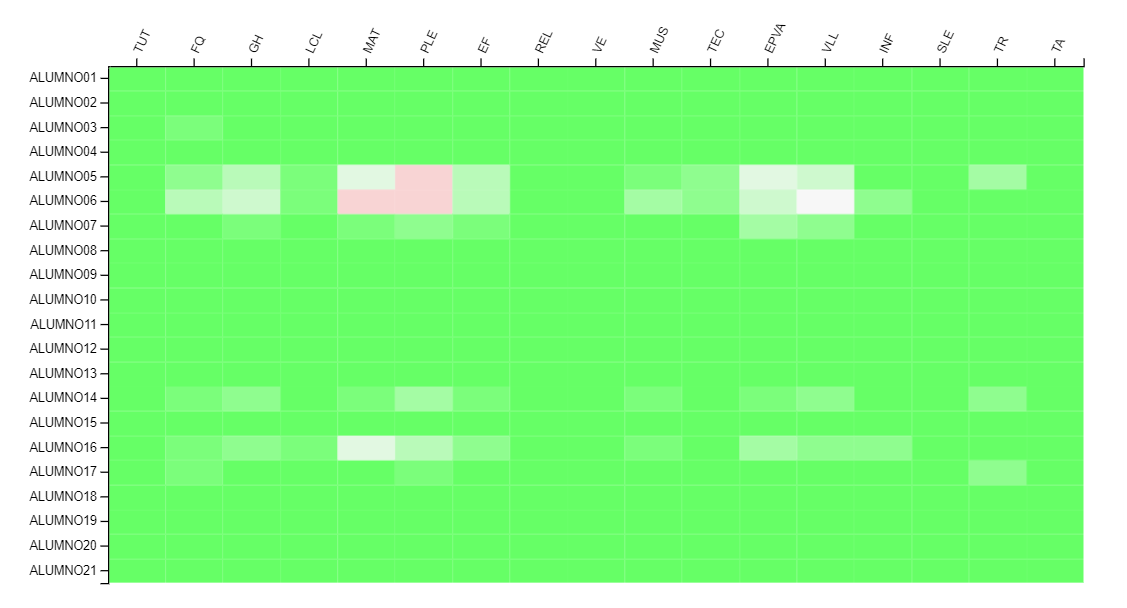 TUT FQ GH LCL MAT PLE EF REL VE MUS TEC EPVA VLL INF SLE TR TA
ALUMNO01
ALUMNO02
ALUMNO03
ALUMNO04
ALUMNO05
ALUMNO06
ALUMNO07
ALUMNO08
ALUMNO09
ALUMNO10
ALUMNO11
ALUMNO12
ALUMNO13
ALUMNO14
ALUMNO15
ALUMNO16
ALUMNO17
ALUMNO18
ALUMNO19
ALUMNO20
ALUMNO21